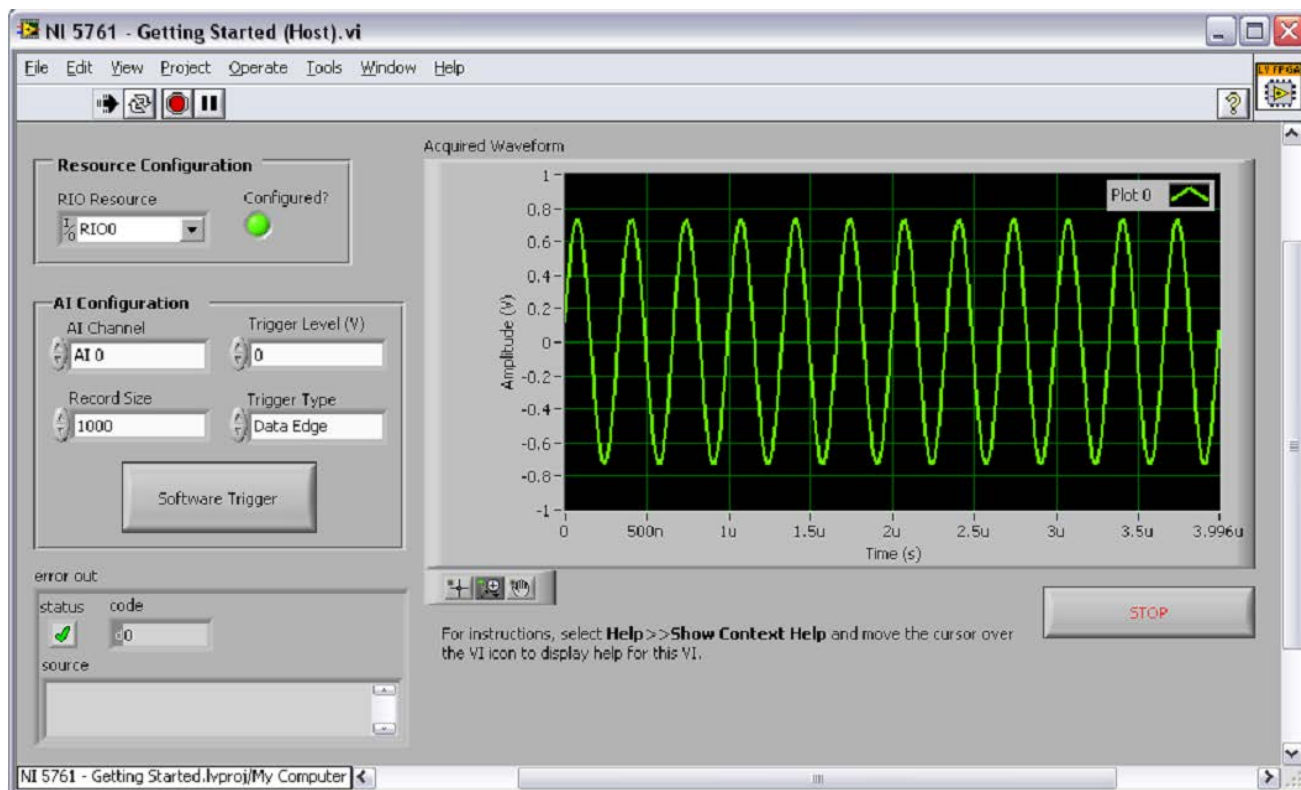 NI 5761 - Getting Started (Host).vi
File Edit View Project Operate Tools Window Help
LV FPGA
Resource Configuration
RIO Resource
Configured?
I/O RIO0
AI Configuration
AI Channel
Trigger Level (V)
AI 0
0
Record Size
Trigger Type
1000
Data Edge
Software Trigger
error out
status
code
d0
source
Acquired Waveform
Plot 0
Amplitude (V)
1
0.8
0.6
0.4
0.2
0
-0.2
-0.4
-0.6
-0.8
-1
0 500n 1u 1.5u 2u 2.5u 3u 3.5u 3.996u
Time (s)
For instructions, select Help>>Show Context Help and move the cursor over
the VI icon to display help for this VI.
STOP
NI 5761 - Getting Started.lvproj/My Computer